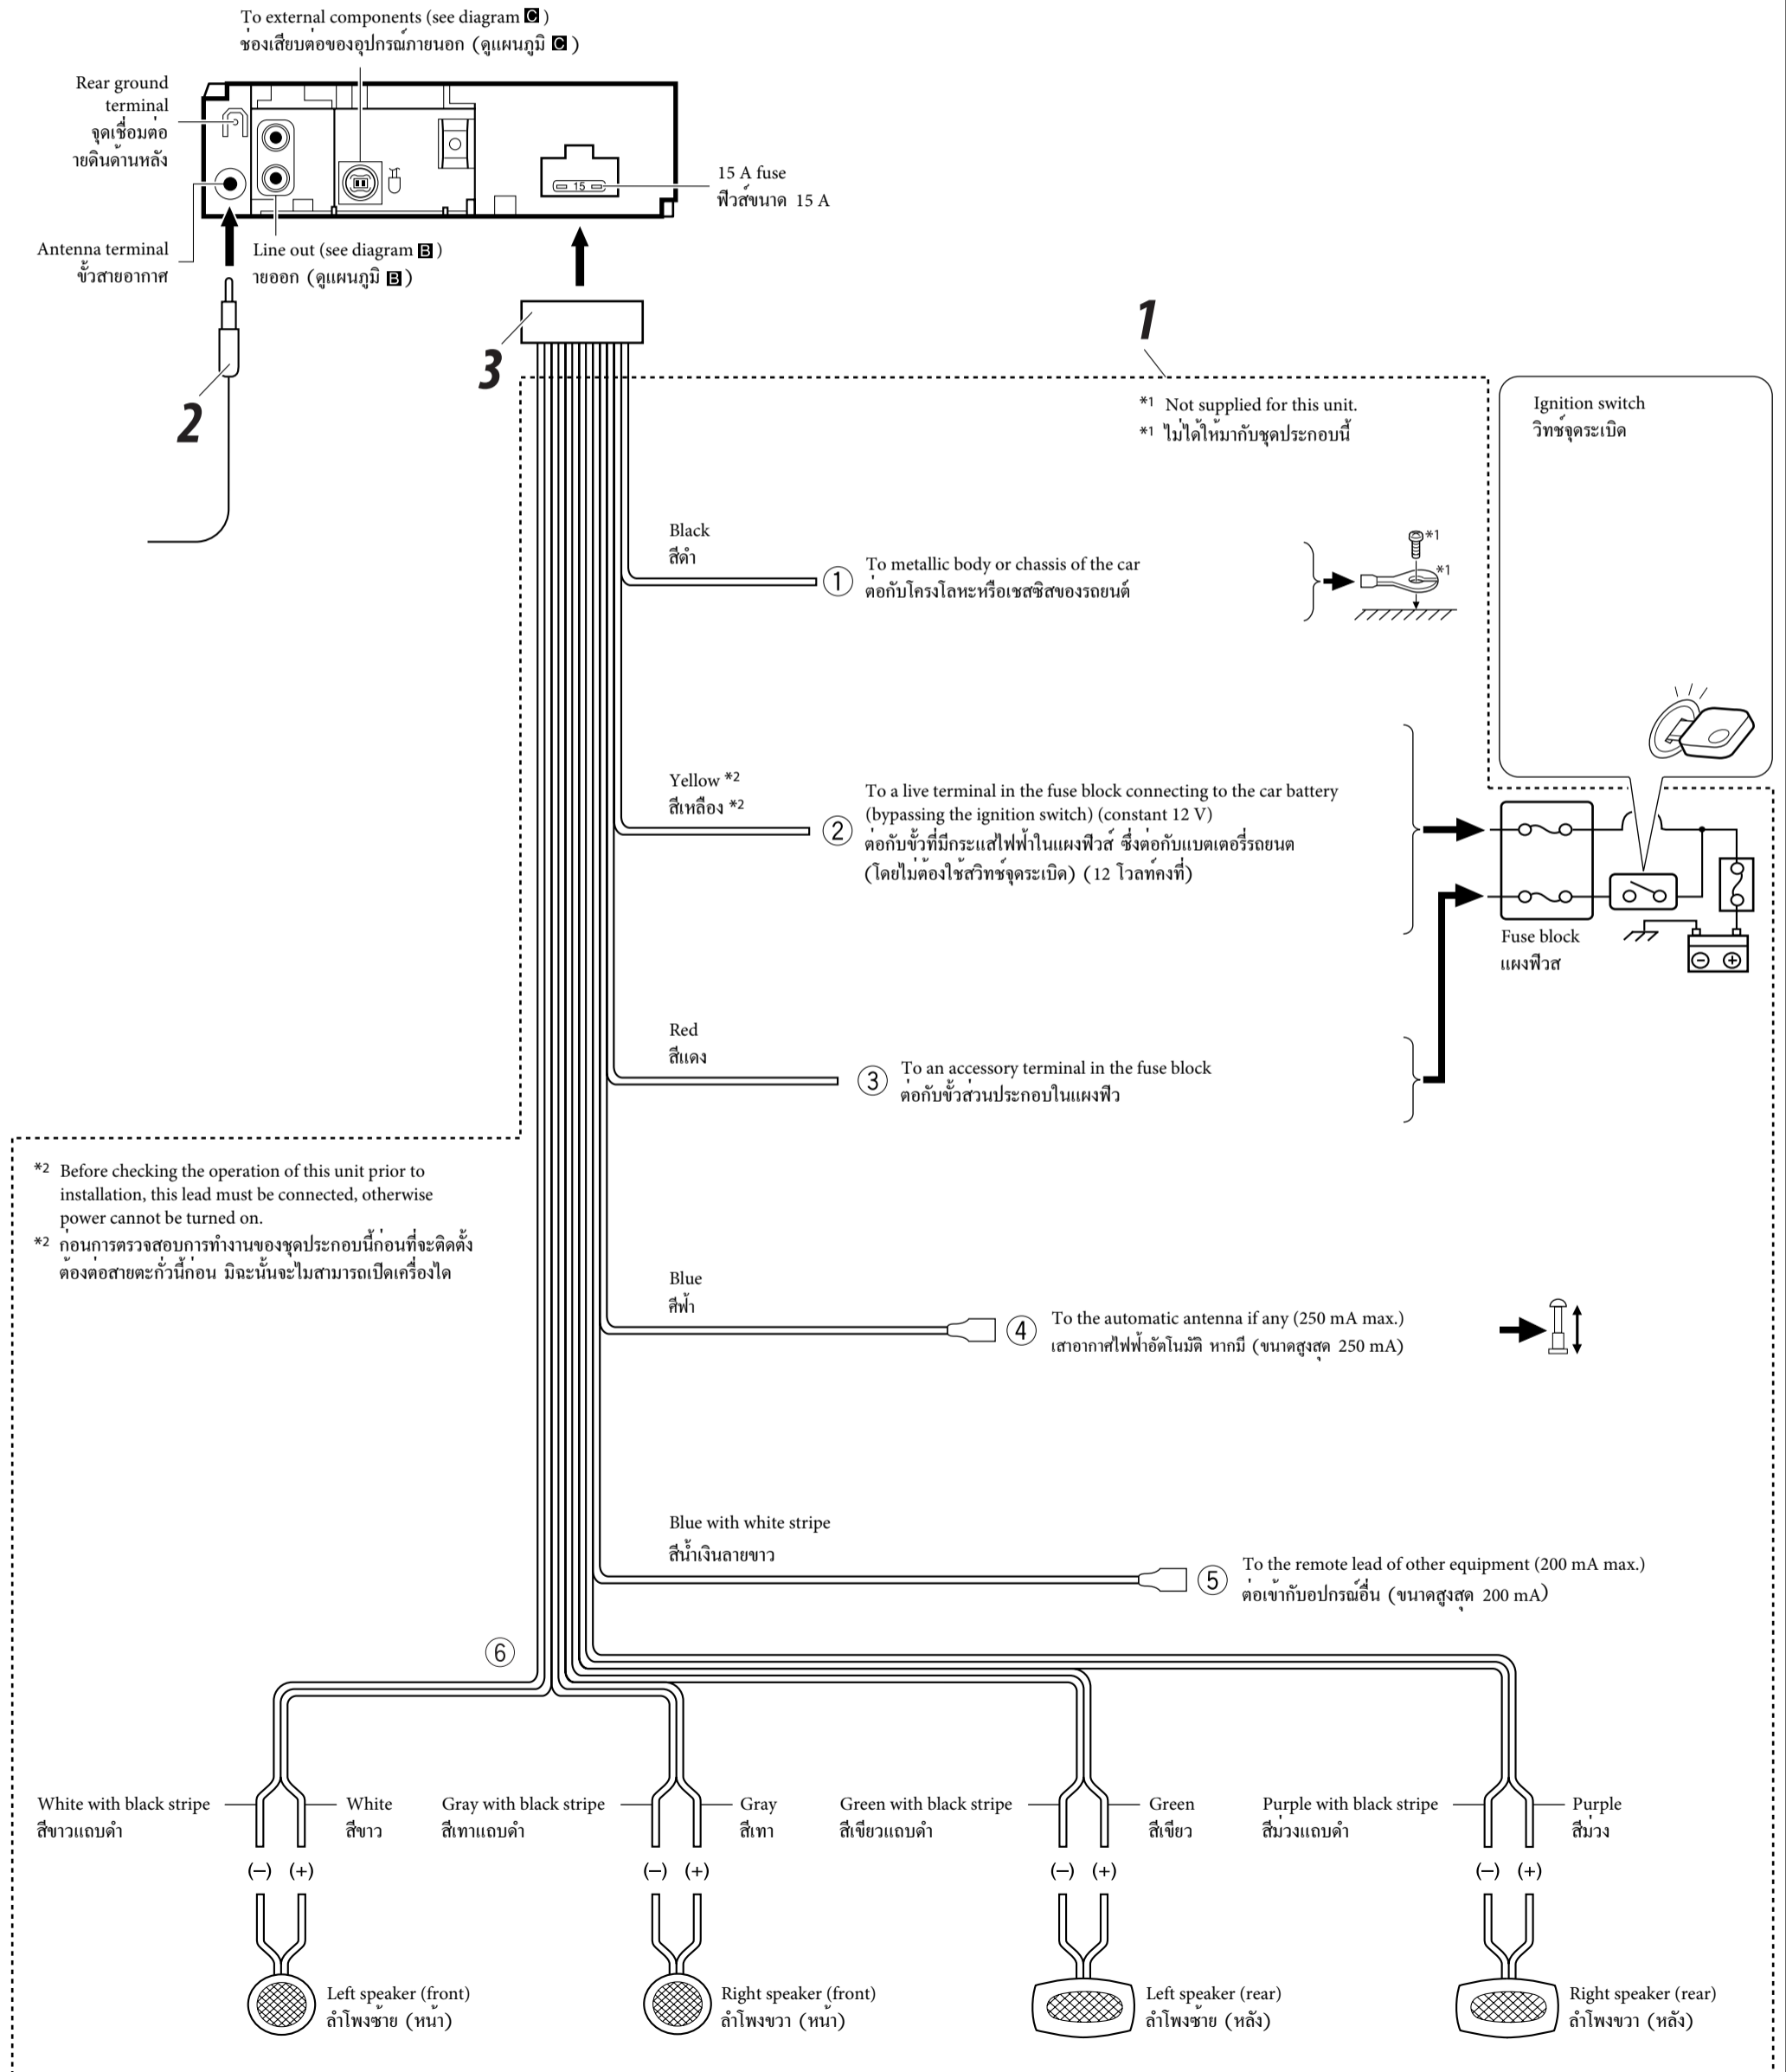 To external components (see diagram C )
ช่องเสียบต่อของอุปกรณ์ภายนอก (ดูแผนภูมิ C )
Rear ground
terminal
จุดเชื่อมต่อ
ายดินด้านหลัง
15
15 A fuse
ฟิวส์ขนาด 15 A
Antenna terminal
ขั้วสายอากาศ
Line out (see diagram B )
ายออก (ดูแผนภูมิ B )
1
2
3
*1 Not supplied for this unit.
*1 ไม่ได้ให้มากับชุดประกอบนี้
Ignition switch
วิทช์จุดระเบิด
Black
สีดำ
① To metallic body or chassis of the car
ต่อกับโครงโลหะหรือเชสซิสของรถยนต์
*1
*1
Yellow *2
สีเหลือง *2
② To a live terminal in the fuse block connecting to the car battery
(bypassing the ignition switch) (constant 12 V)
ต่อกับขั้วที่มีกระแสไฟฟ้าในแผงฟิวส์ ซึ่งต่อกับแบตเตอรี่รถยนต
(โดยไม่ต้องใช้สวิทช์จุดระเบิด) (12 โวลท์คงที่)
Fuse block
แผงฟิวส
Red
สีแดง
③ To an accessory terminal in the fuse block
ต่อกับขั้วส่วนประกอบในแผงฟิว
*2 Before checking the operation of this unit prior to
installation, this lead must be connected, otherwise
power cannot be turned on.
*2 ก่อนการตรวจสอบการทำงานของชุดประกอบนี้ก่อนที่จะติดตั้ง
ต้องต่อสายตะกั่วนี้ก่อน มิฉะนั้นจะไมสามารถเปิดเครื่องได
Blue
สีฟ้า
④ To the automatic antenna if any (250 mA max.)
เสาอากาศไฟฟ้าอัตโนมัติ หากมี (ขนาดสูงสุด 250 mA)
Blue with white stripe
สีน้ำเงินลายขาว
⑤ To the remote lead of other equipment (200 mA max.)
ต่อเข้ากับอปกรณ์อื่น (ขนาดสูงสุด 200 mA)
⑥
White with black stripe
สีขาวแถบดำ
White
สีขาว
Gray with black stripe
สีเทาแถบดำ
Gray
สีเทา
Green with black stripe
สีเขียวแถบดำ
Green
สีเขียว
Purple with black stripe
สีม่วงแถบดำ
Purple
สีม่วง
(−) (+) (−) (+) (−) (+) (−) (+)
Left speaker (front)
ลำโพงซ้าย (หน้า)
Right speaker (front)
ลำโพงขวา (หน้า)
Left speaker (rear)
ลำโพงซ้าย (หลัง)
Right speaker (rear)
ลำโพงขวา (หลัง)